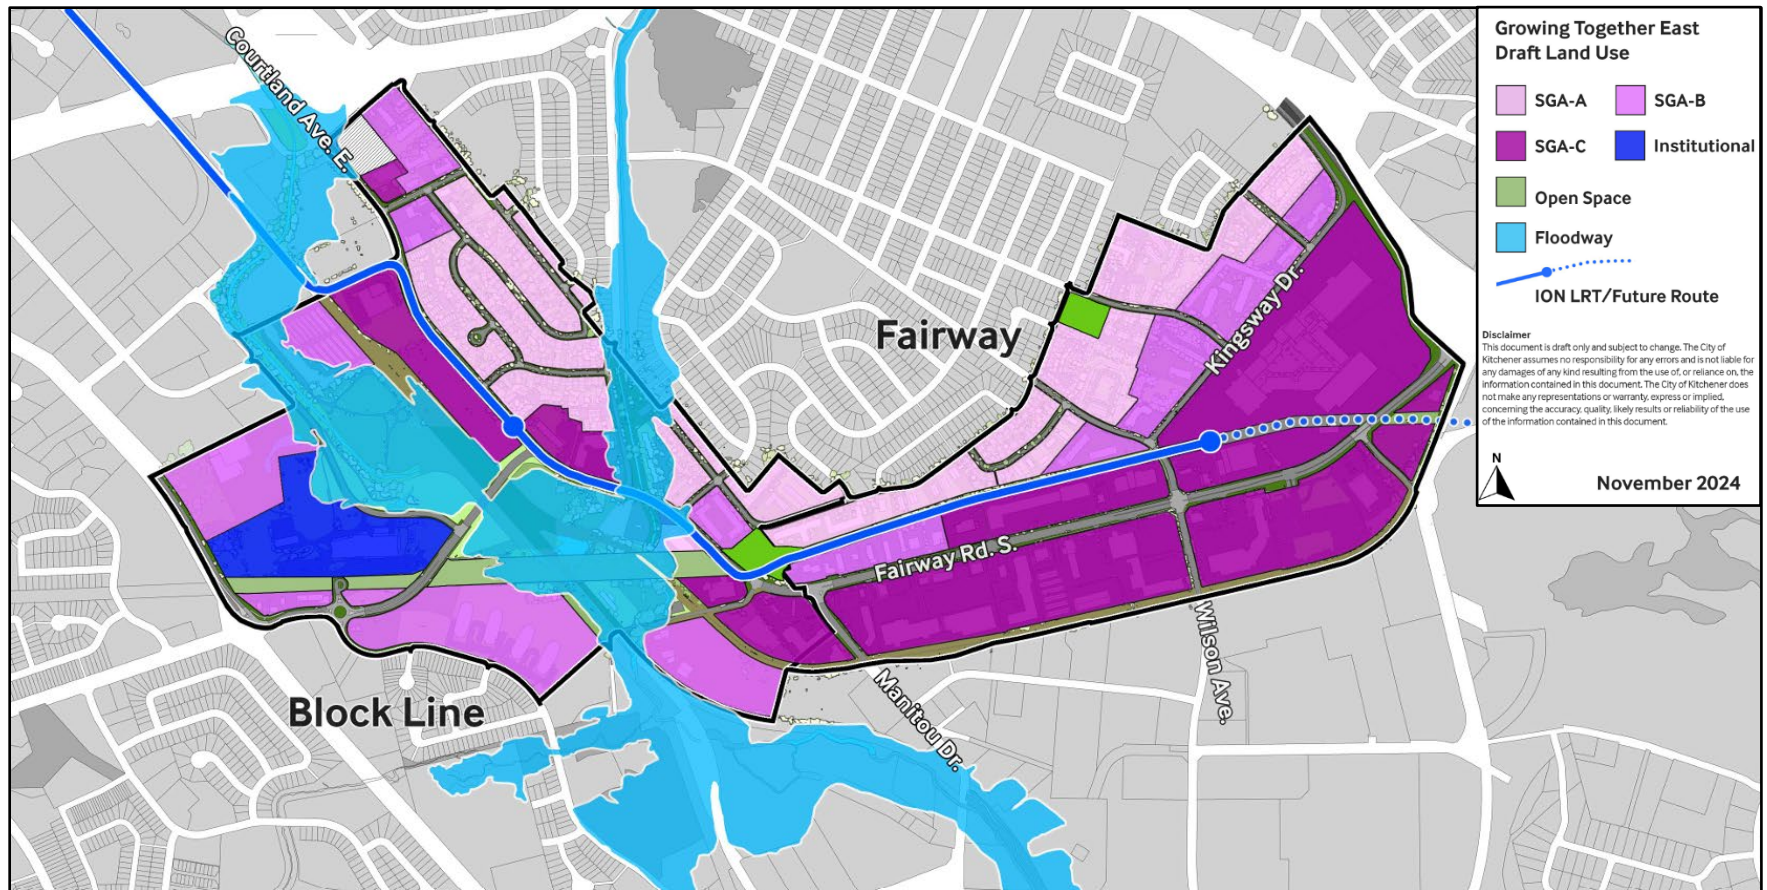 Growing Together East
Draft Land Use
SGA-A
SGA-B
SGA-C
Institutional
Open Space
Floodway
ION LRT/Future Route
Disclaimer
This document is draft only and subject to change. The City of
Kitchener assumes no responsibility for any errors and is not liable for
any damages of any kind resulting from the use of, or reliance on, the
information contained in this document. The City of Kitchener does
not make any representations or warranty, express or implied,
concerning the accuracy, quality, likely results or reliability of the use
of the information contained in this document.
N
November 2024
Courtland Ave. E.
Fairway
Kingsway Dr.
Fairway Rd. S.
Wilson Ave.
Manitou Dr.
Block Line